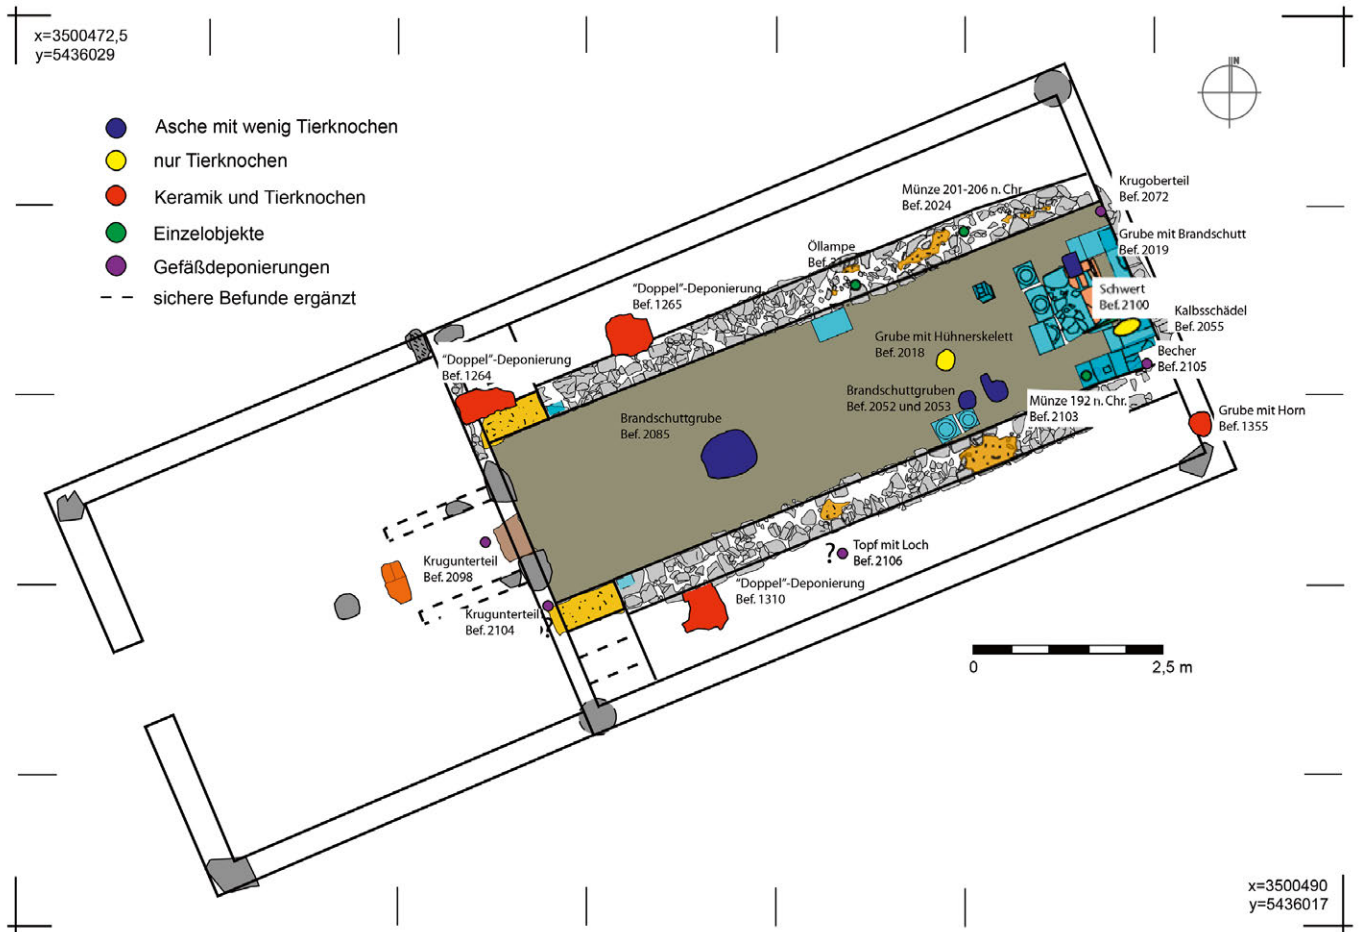 x=3500472,5
y=5436029
N
Asche mit wenig Tierknochen
nur Tierknochen
Keramik und Tierknochen
Einzelobjekte
Gefäßdeponierungen
sichere Befunde ergänzt
Krugoberteil
Bef. 2072
Münze 201-206 n. Chr.
Bef. 2024
Grube mit Brandschutt
Bef. 2019
Öllampe
Bef.
"Doppel"-Deponierung
Bef. 1265
Schwert
Bef. 2100
Kalbsschädel
Bef. 2055
Grube mit Hühnerskelett
Bef. 2018
Becher
Bef. 2105
"Doppel"-Deponierung
Bef. 1264
Brandschuttgruben
Bef. 2052 und 2053
Münze 192 n. Chr.
Bef. 2103
Grube mit Horn
Bef. 1355
Brandschuttgrube
Bef. 2085
Krugunterteil
Bef. 2098
?
Topf mit Loch
Bef. 2106
"Doppel"-Deponierung
Bef. 1310
Krugunterteil
Bef. 2104
?
0 2,5 m
x=3500490
y=5436017